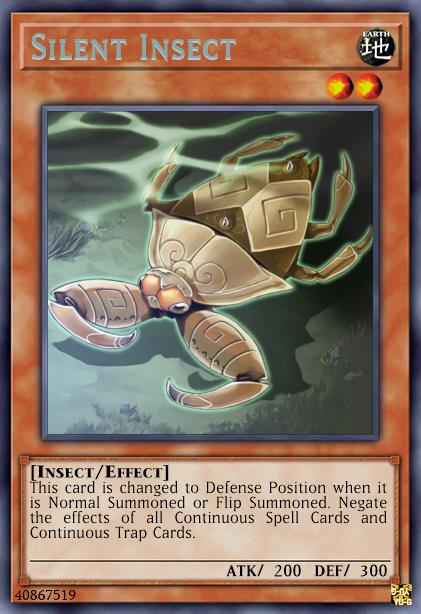 Silent Insect
EARTH
地
[Insect/Effect]
This card is changed to Defense Position when it
is Normal Summoned or Flip Summoned. Negate
the effects of all Continuous Spell Cards and
Continuous Trap Cards.
ATK/ 200 DEF/ 300
40867519